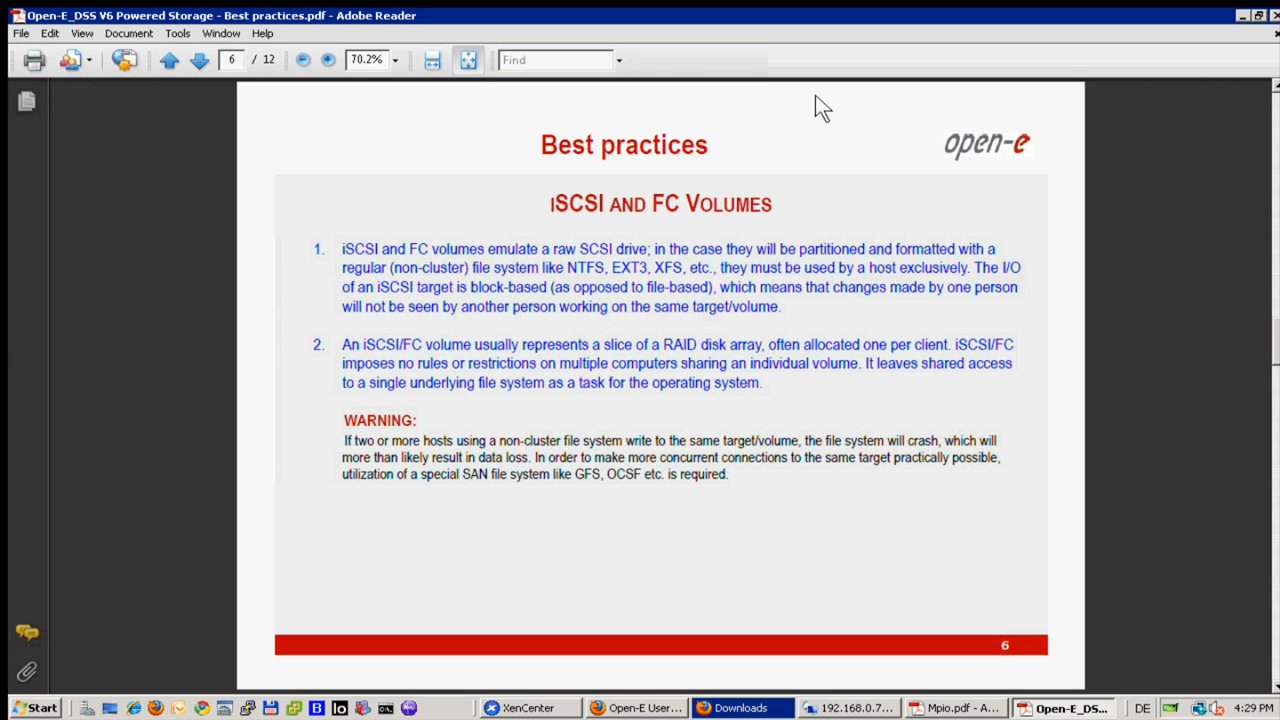 Open-E_DSS V6 Powered Storage - Best practices.pdf - Adobe Reader
File Edit View Document Tools Window Help
6 / 12 70.2% Find
Best practices
open-e
iSCSI AND FC VOLUMES
1. iSCSI and FC volumes emulate a raw SCSI drive; in the case they will be partitioned and formatted with a
regular (non-cluster) file system like NTFS, EXT3, XFS, etc., they must be used by a host exclusively. The I/O
of an iSCSI target is block-based (as opposed to file-based), which means that changes made by one person
will not be seen by another person working on the same target/volume.
2. An iSCSI/FC volume usually represents a slice of a RAID disk array, often allocated one per client. iSCSI/FC
imposes no rules or restrictions on multiple computers sharing an individual volume. It leaves shared access
to a single underlying file system as a task for the operating system.
WARNING:
If two or more hosts using a non-cluster file system write to the same target/volume, the file system will crash, which will
more than likely result in data loss. In order to make more concurrent connections to the same target practically possible,
utilization of a special SAN file system like GFS, OCSF etc. is required.
6
Start XenCenter Open-E User... Downloads 192.168.0.7... Mpio.pdf - A... Open-E_DS... DE 4:29 PM